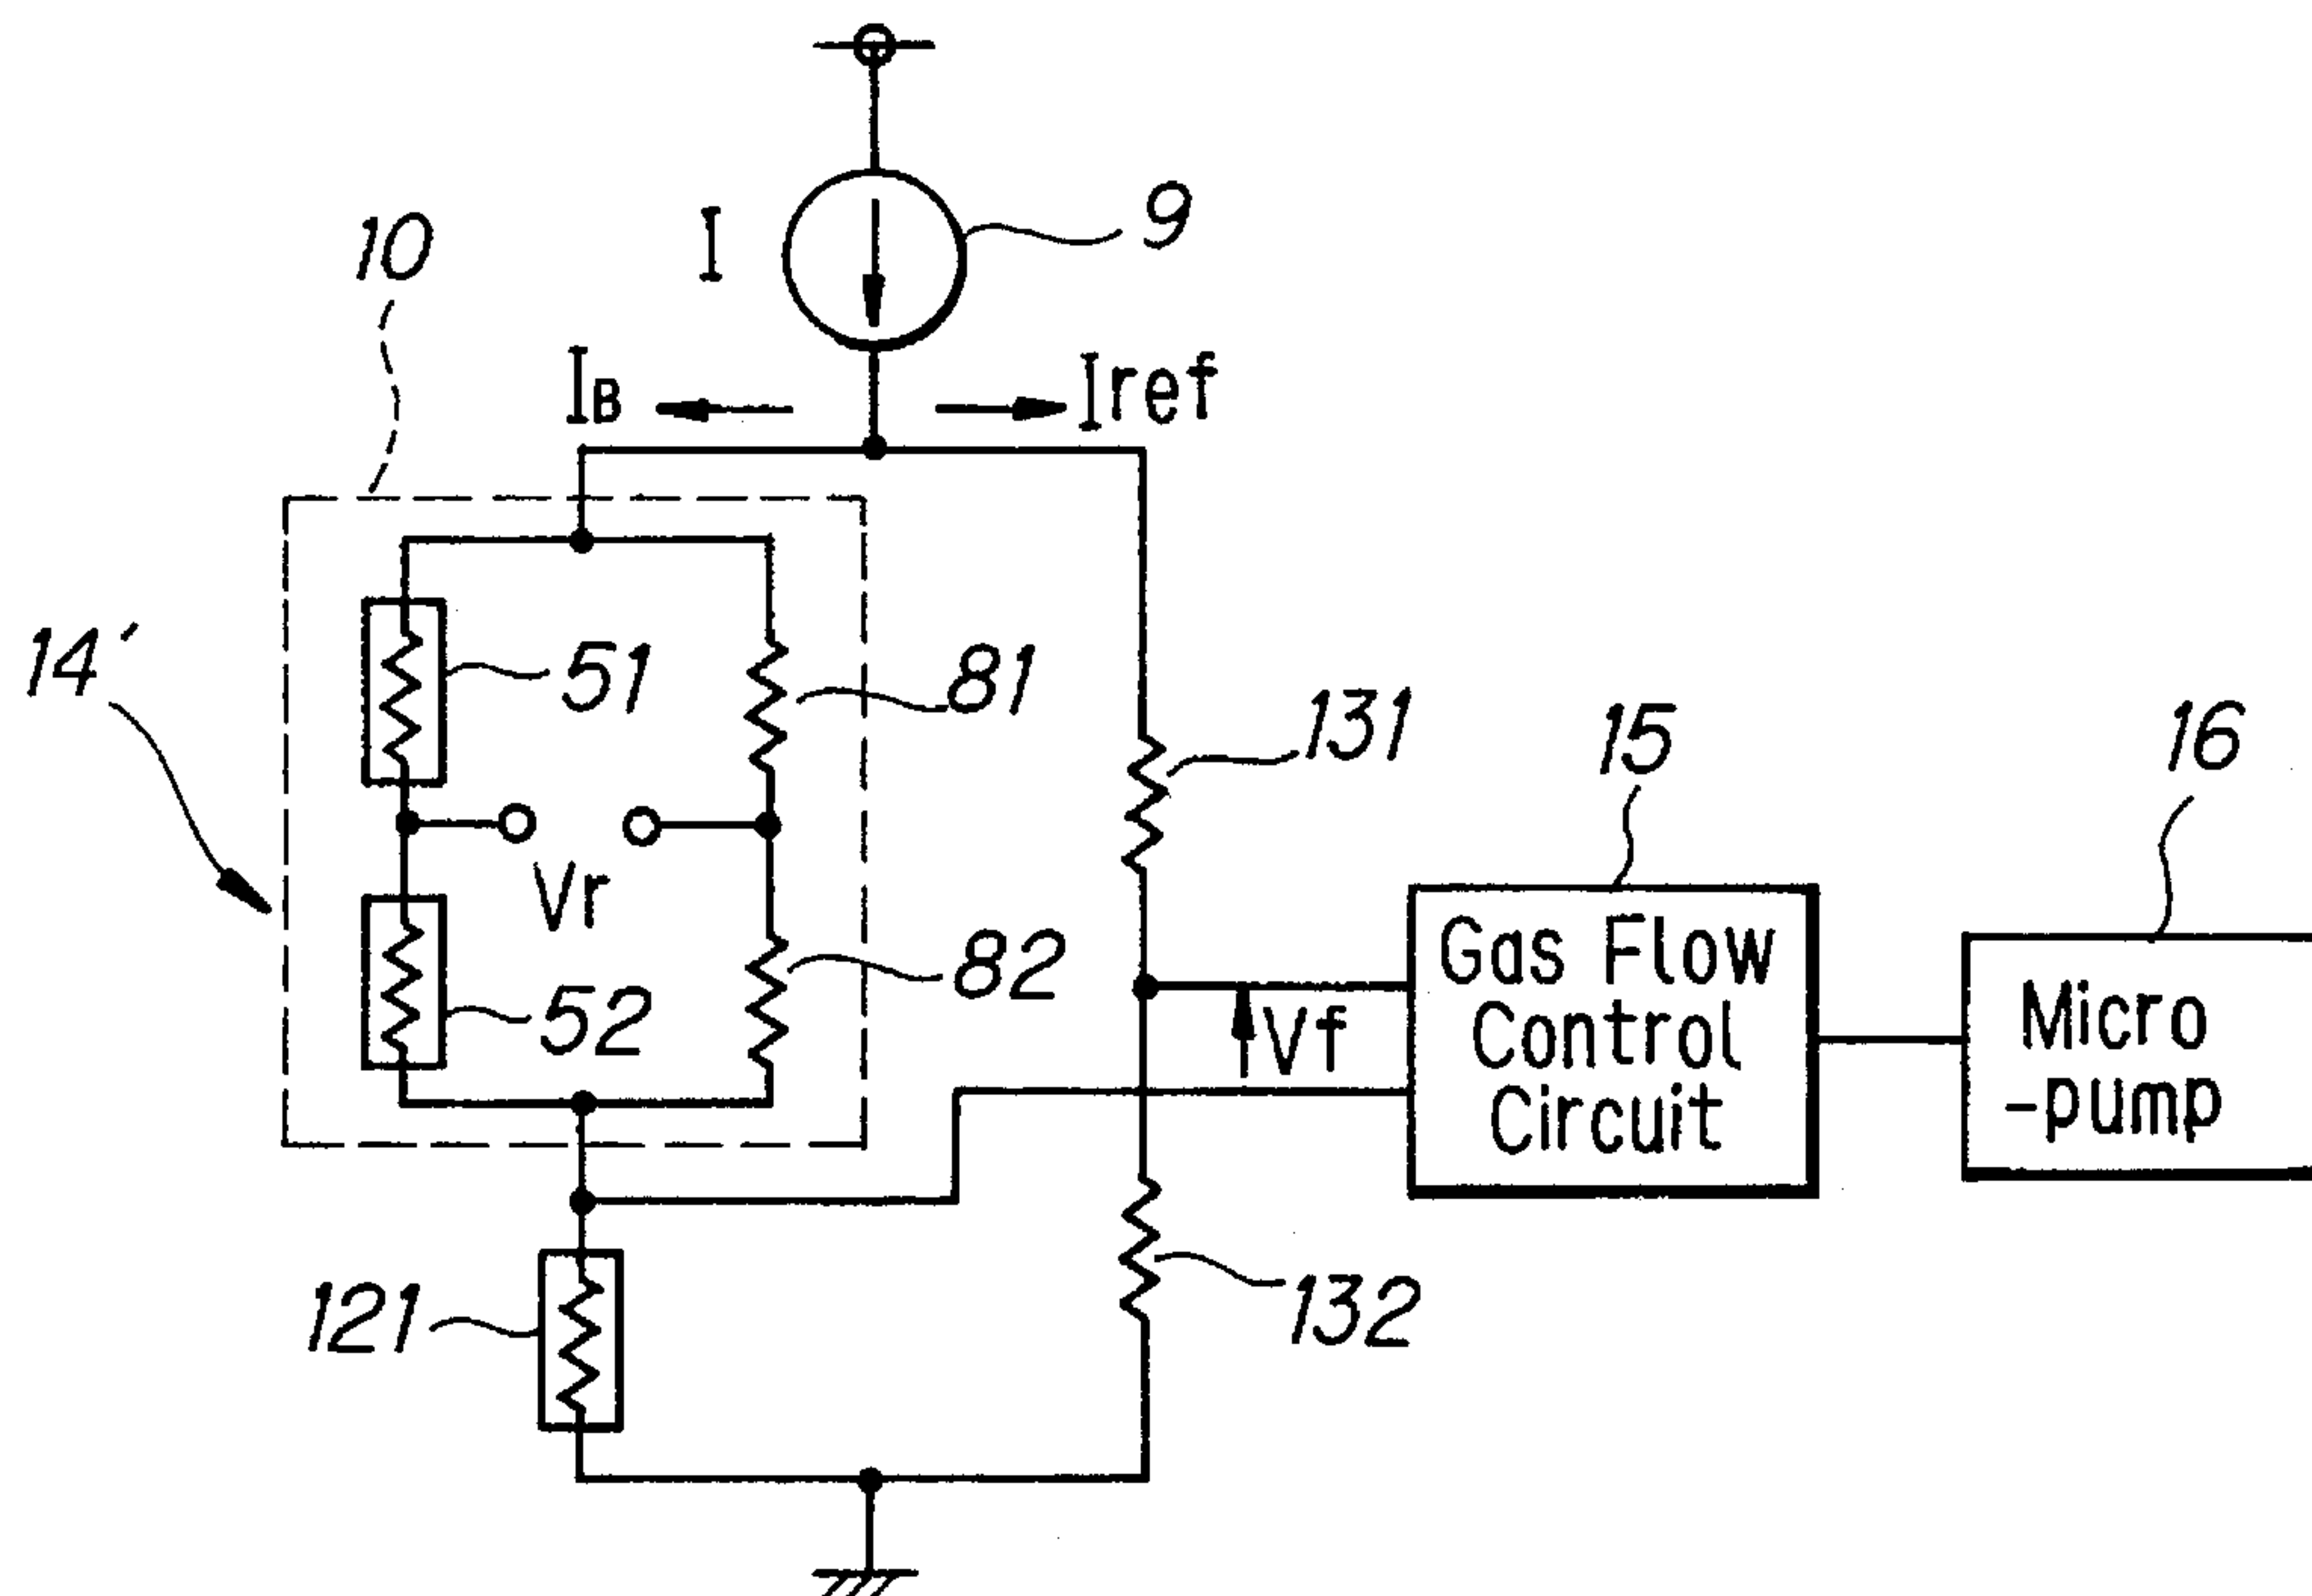 9
I
10
IB
Iref
14′
51
81
131
15
16
Vr
Gas Flow
Control
Circuit
82
Micro
-pump
52
Vf
121
132